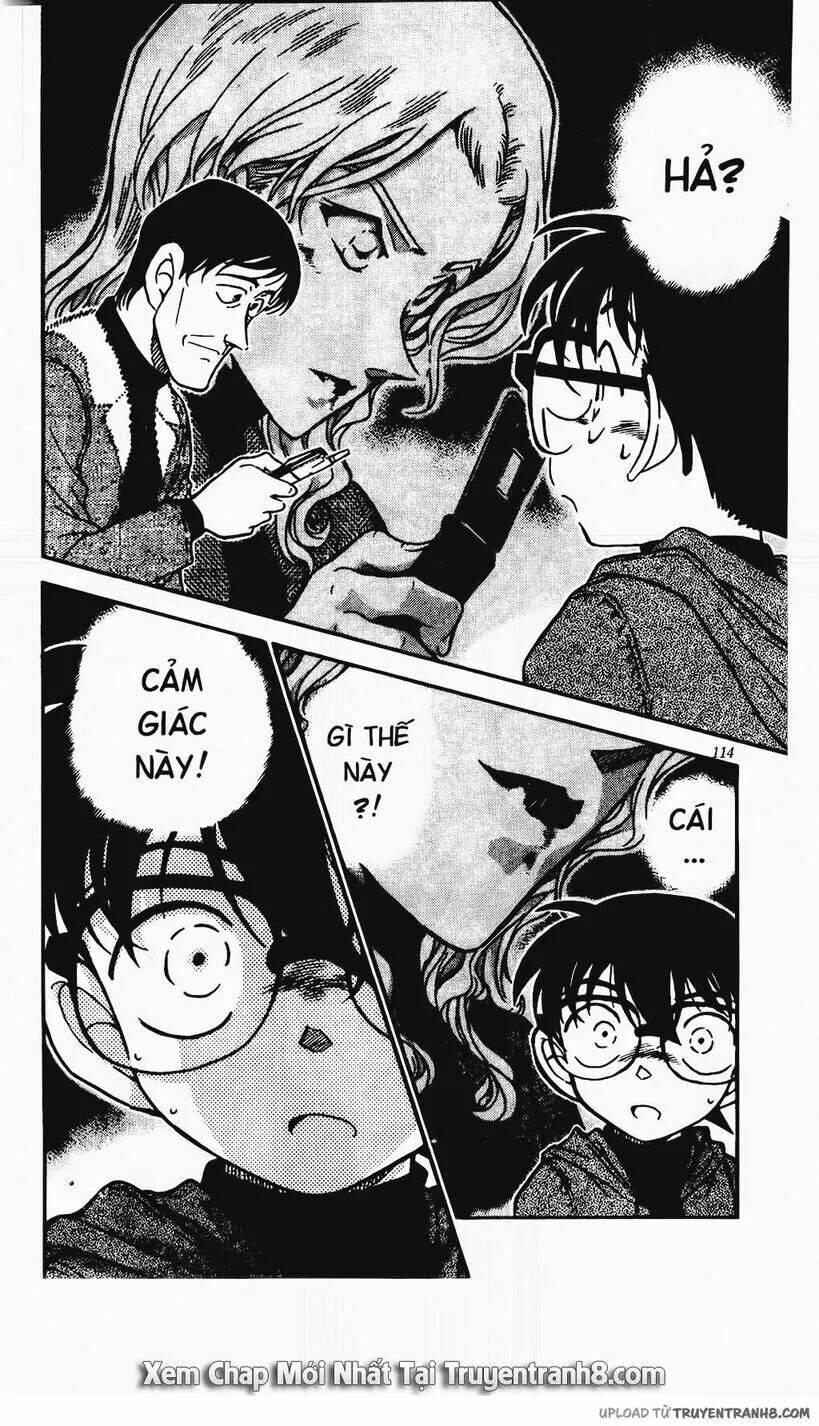 HẢ?
CÁI
...
GÌ THẾ
NÀY
?!
CẢM
GIÁC
NÀY!
114
Xem Chap Mới Nhất Tại Truyentranh8.com
UPLOAD TỪ TRUYENTRANH8.COM